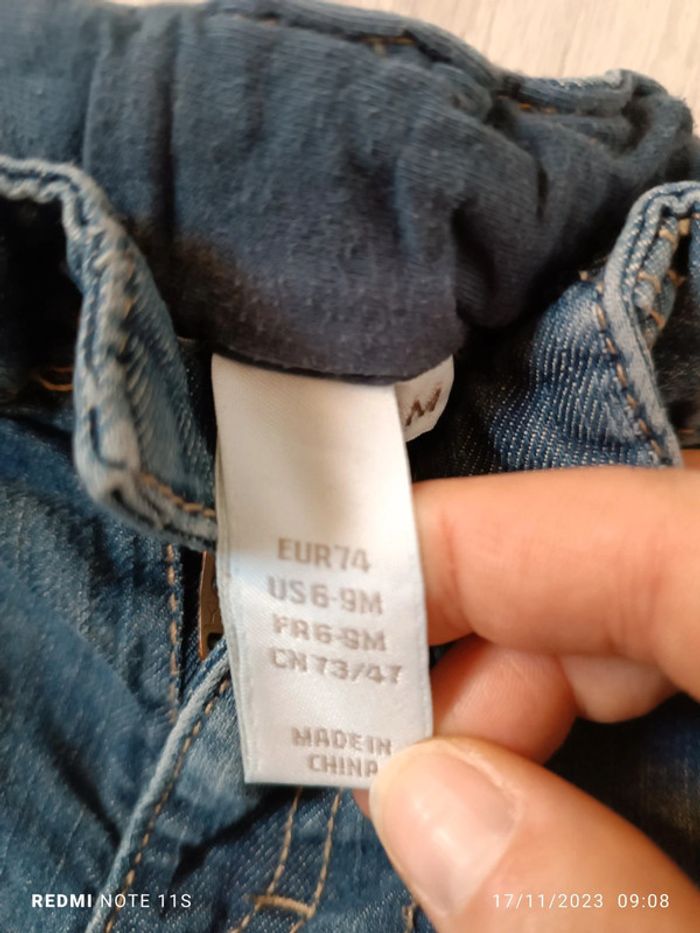 M
EUR74
US6-9M
FR6-9M
CN73/47
MADE IN
CHINA
REDMI NOTE 11S
17/11/2023 09:08